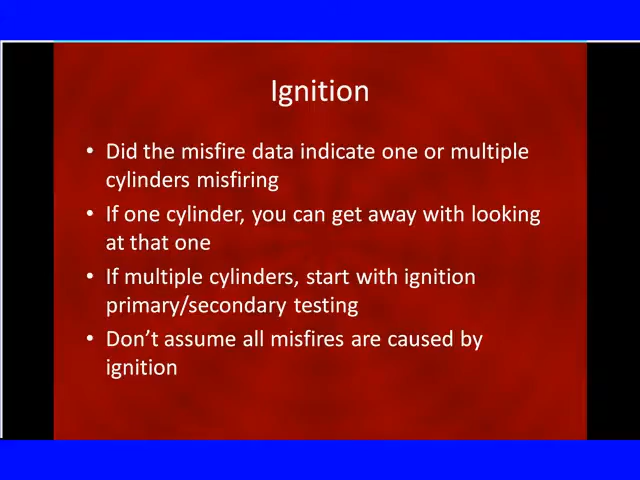 Ignition
• Did the misfire data indicate one or multiple
cylinders misfiring
• If one cylinder, you can get away with looking
at that one
• If multiple cylinders, start with ignition
primary/secondary testing
• Don’t assume all misfires are caused by
ignition